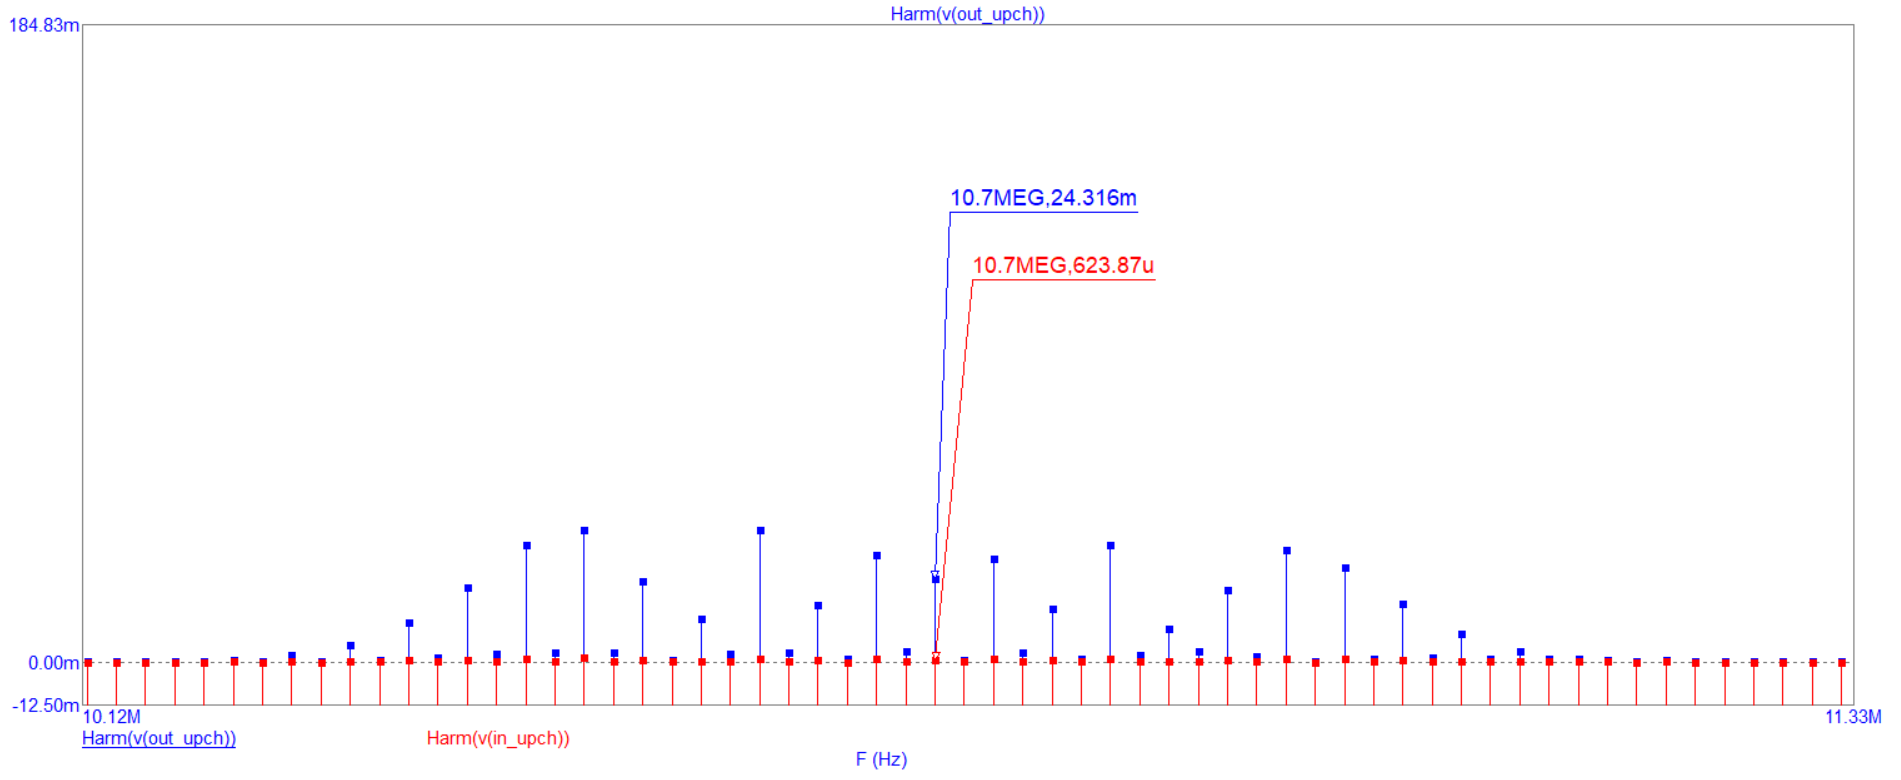 Harm(v(out_upch))
184.83m
10.7MEG,24.316m
10.7MEG,623.87u
0.00m
-12.50m
10.12M
11.33M
Harm(v(out_upch))
Harm(v(in_upch))
F (Hz)